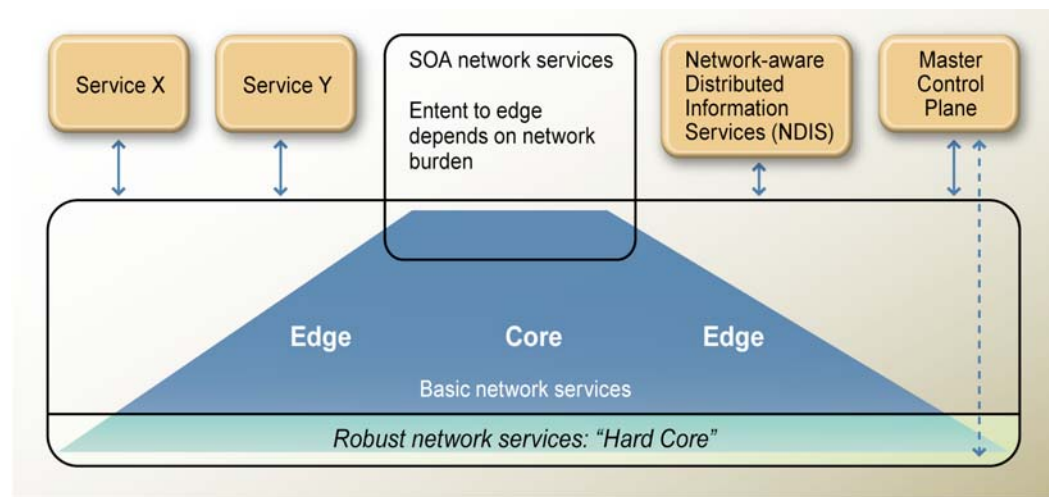 Service X
Service Y
SOA network services
Entent to edge
depends on network
burden
Network-aware
Distributed
Information
Services (NDIS)
Master
Control
Plane
Edge
Core
Edge
Basic network services
Robust network services: “Hard Core”